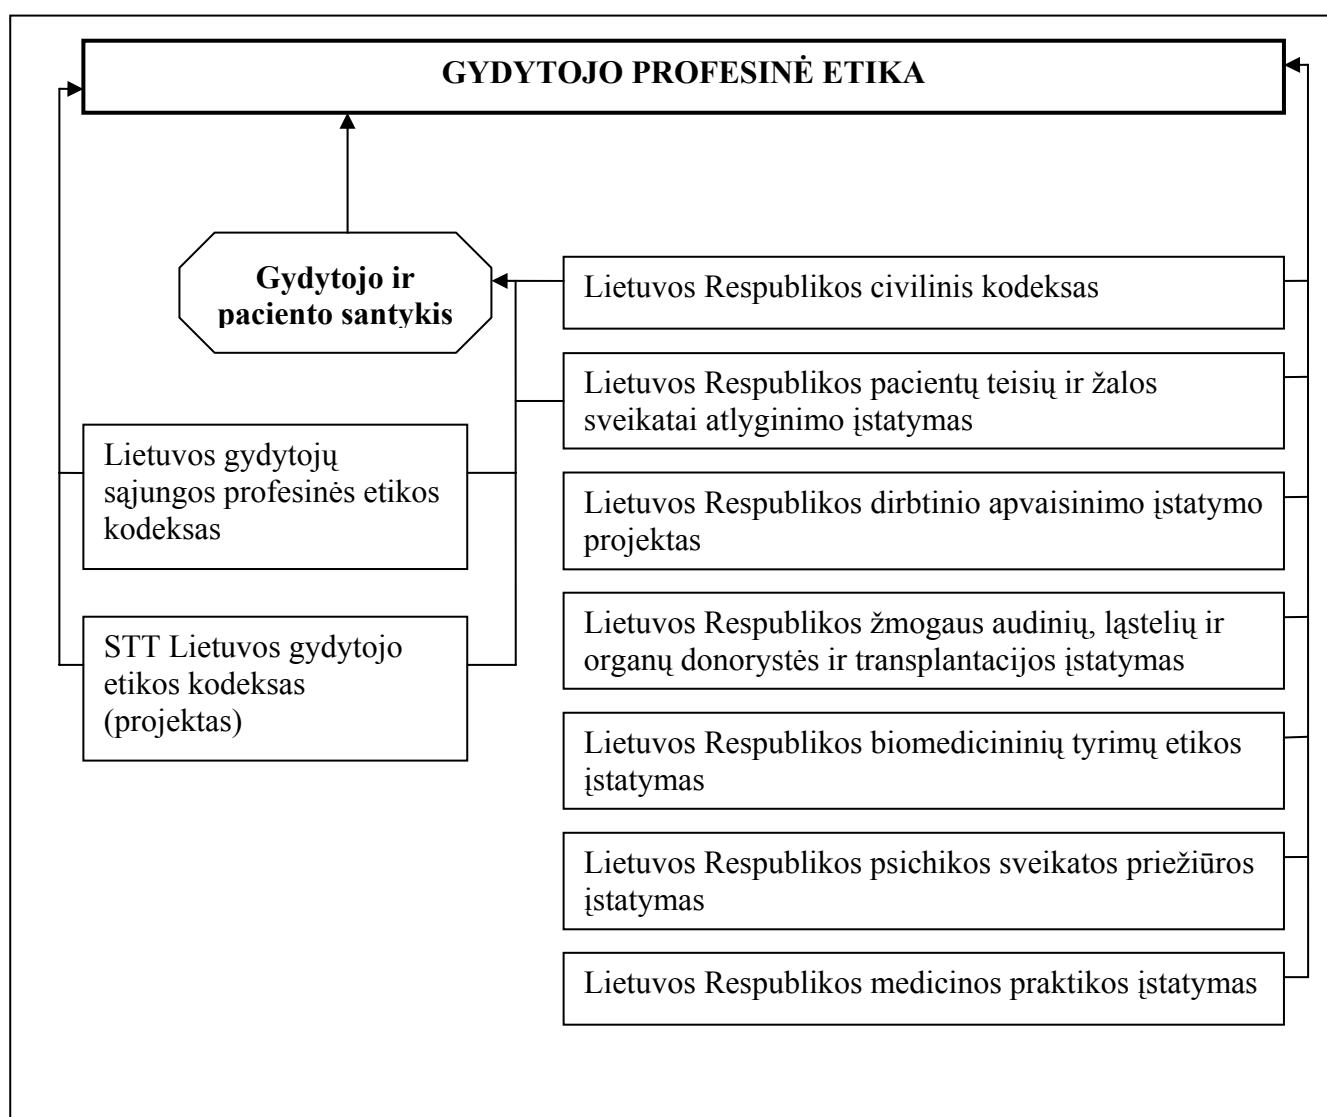 GYDYTOJO PROFESINĖ ETIKA
Gydytojo ir
paciento santykis
Lietuvos gydytojų
sąjungos profesinės etikos
kodeksas
STT Lietuvos gydytojo
etikos kodeksas
(projektas)
Lietuvos Respublikos civilinis kodeksas
Lietuvos Respublikos pacientų teisių ir žalos
sveikatai atlyginimo įstatymas
Lietuvos Respublikos dirbtinio apvaisinimo įstatymo
projektas
Lietuvos Respublikos žmogaus audinių, ląstelių ir
organų donorystės ir transplantacijos įstatymas
Lietuvos Respublikos biomedicininių tyrimų etikos
įstatymas
Lietuvos Respublikos psichikos sveikatos priežiūros
įstatymas
Lietuvos Respublikos medicinos praktikos įstatymas